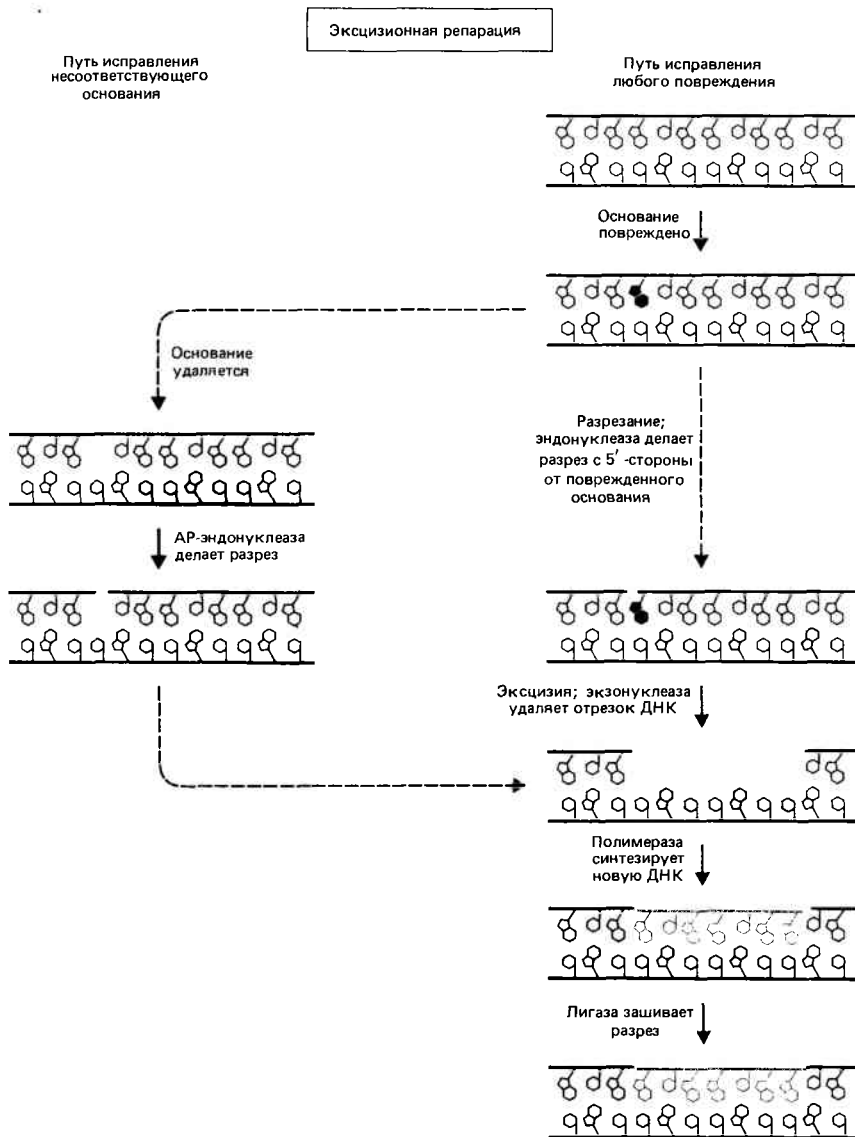 Эксцизионная репарация
Путь исправления
несоответствующего
основания
Путь исправления
любого повреждения
Основание
повреждено
Основание
удаляется
Разрезание;
эндонуклеаза делает
разрез с 5′ -стороны
от поврежденного
основания
АР-эндонуклеаза
делает разрез
Эксцизия; экзонуклеаза
удаляет отрезок ДНК
Полимераза
синтезирует
новую ДНК
Лигаза зашивает
разрез